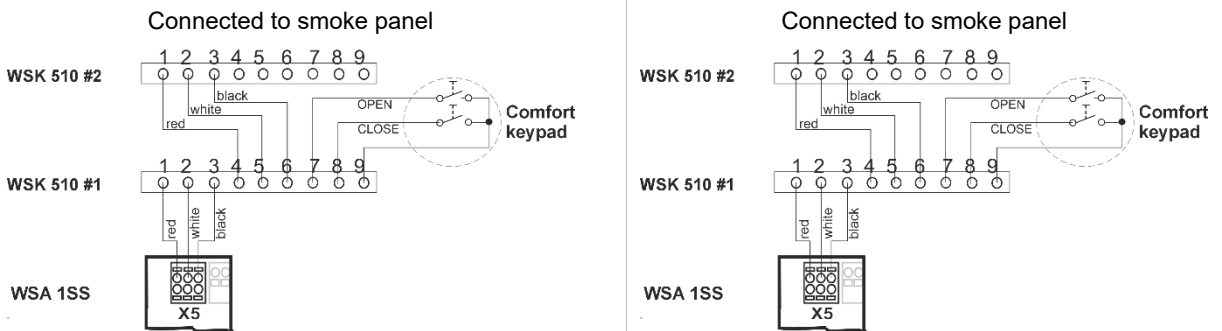 Connected to smoke panel
1 2 3 4 5 6 7 8 9
WSK 510 #2
black
white
red
OPEN
CLOSE
Comfort
keypad
1 2 3 4 5 6 7 8 9
WSK 510 #1
red
white
black
WSA 1SS
X5
Connected to smoke panel
1 2 3 4 5 6 7 8 9
WSK 510 #2
black
white
red
OPEN
CLOSE
Comfort
keypad
1 2 3 4 5 6 7 8 9
WSK 510 #1
red
white
black
WSA 1SS
X5